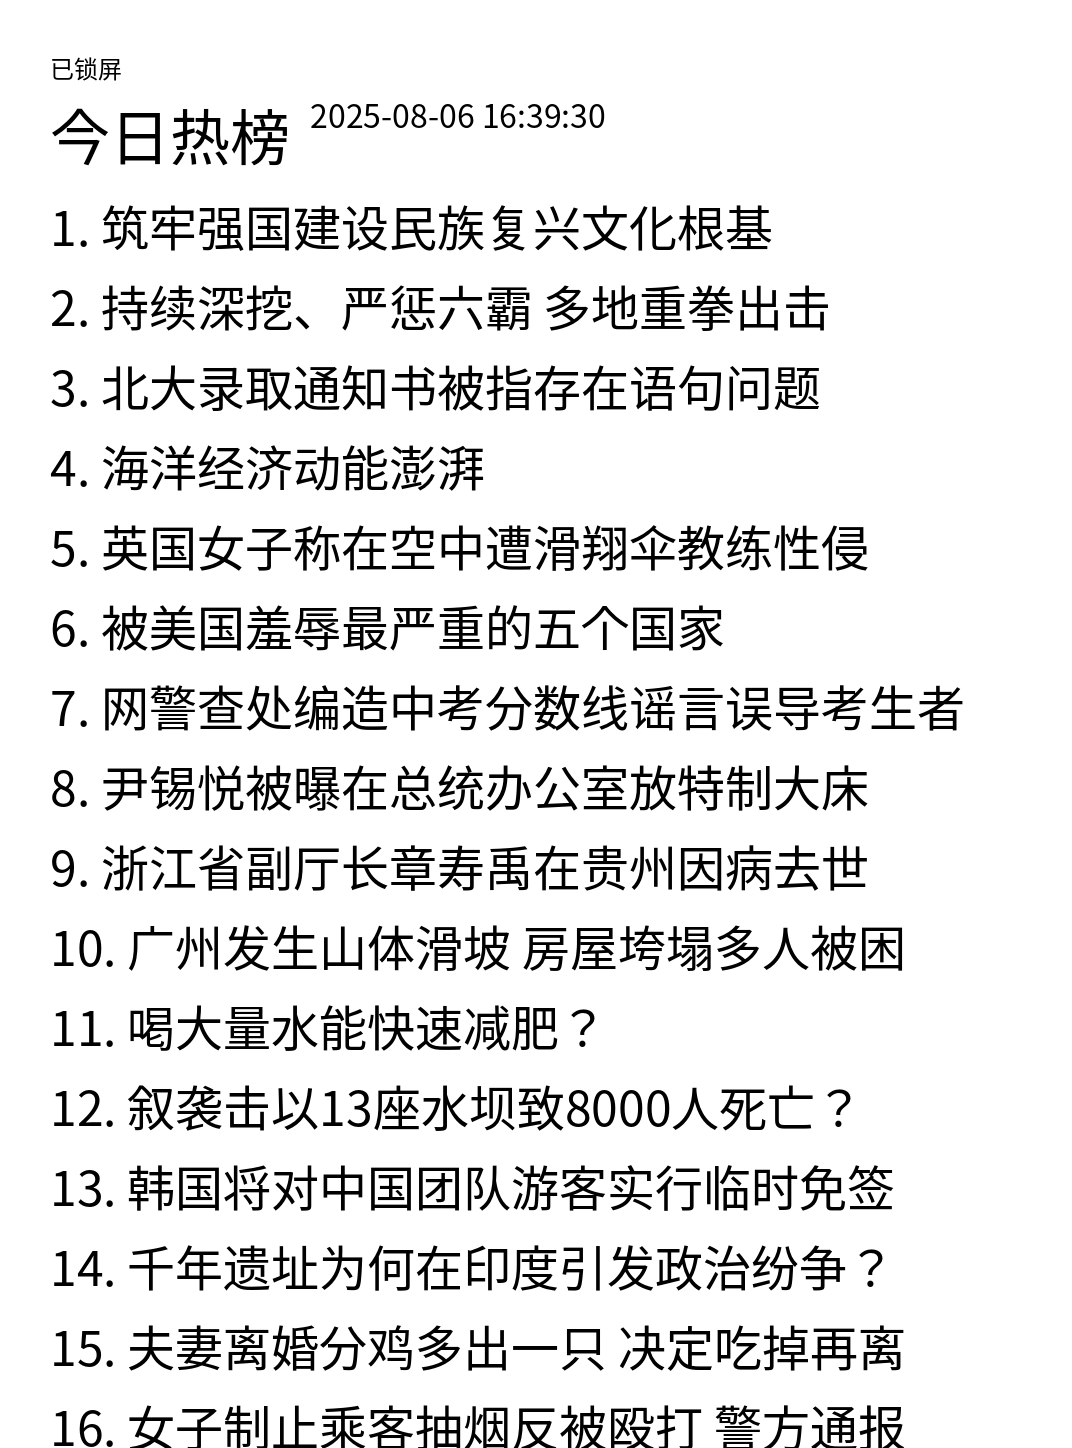 已锁屏
今日热榜 2025-08-06 16:39:30
1. 筑牢强国建设民族复兴文化根基
2. 持续深挖、严惩六霸 多地重拳出击
3. 北大录取通知书被指存在语句问题
4. 海洋经济动能澎湃
5. 英国女子称在空中遭滑翔伞教练性侵
6. 被美国羞辱最严重的五个国家
7. 网警查处编造中考分数线谣言误导考生者
8. 尹锡悦被曝在总统办公室放特制大床
9. 浙江省副厅长章寿禹在贵州因病去世
10. 广州发生山体滑坡 房屋垮塌多人被困
11. 喝大量水能快速减肥？
12. 叙袭击以13座水坝致8000人死亡？
13. 韩国将对中国团队游客实行临时免签
14. 千年遗址为何在印度引发政治纷争？
15. 夫妻离婚分鸡多出一只 决定吃掉再离
16. 女子制止乘客抽烟反被殴打 警方通报